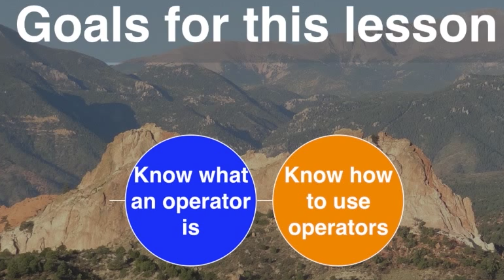 Goals for this lesson
Know what
an operator
is
Know how
to use
operators